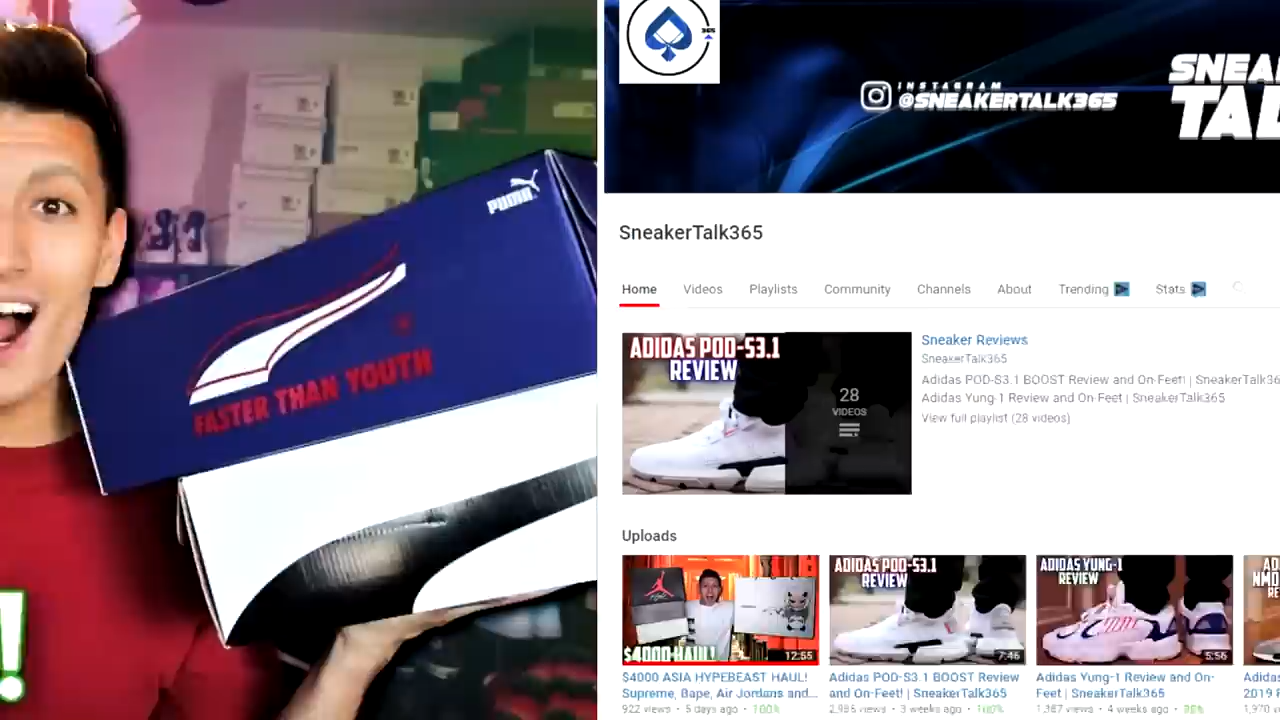 PUMA
FASTER THAN YOUTH
!
365
INSTAGRAM
@SNEAKERTALK365
SneakerTalk365
Home
Videos
Playlists
Community
Channels
About
Trending
Stats
ADIDAS POD-S3.1
REVIEW
28
VIDEOS
Sneaker Reviews
SneakerTalk365
Adidas POD-S3.1 BOOST Review and On-Feet! | SneakerTalk36
Adidas Yung-1 Review and On-Feet | SneakerTalk365
View full playlist (28 videos)
Uploads
$4000 HAUL!
12:55
ADIDAS POD-S3.1
REVIEW
7:46
ADIDAS YUNG-1
REVIEW
5:56
$4000 ASIA HYPEBEAST HAUL!
Supreme, Bape, Air Jordans and...
922 views · 5 days ago · 100%
Adidas POD-S3.1 BOOST Review
and On-Feet! | SneakerTalk365
2,986 views · 3 weeks ago · 100%
Adidas Yung-1 Review and On-
Feet | SneakerTalk365
4 weeks ago
Adidas
2019